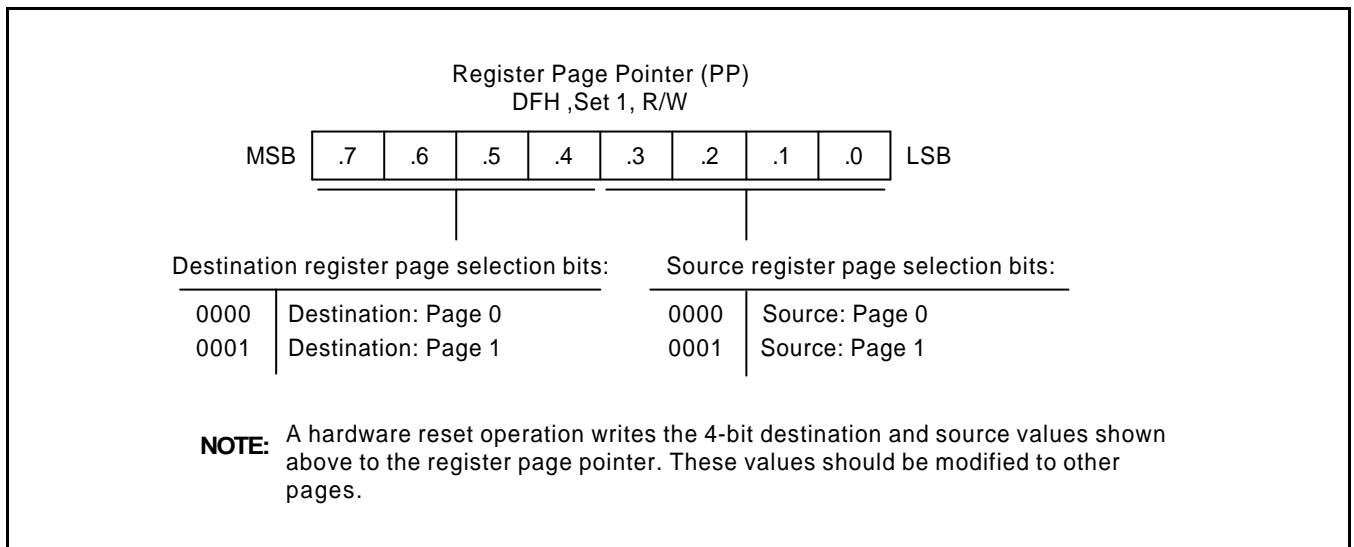 Register Page Pointer (PP)
DFH ,Set 1, R/W
MSB .7 .6 .5 .4 .3 .2 .1 .0 LSB
Destination register page selection bits:
0000 Destination: Page 0
0001 Destination: Page 1
Source register page selection bits:
0000 Source: Page 0
0001 Source: Page 1
NOTE: A hardware reset operation writes the 4-bit destination and source values shown
above to the register page pointer. These values should be modified to other
pages.